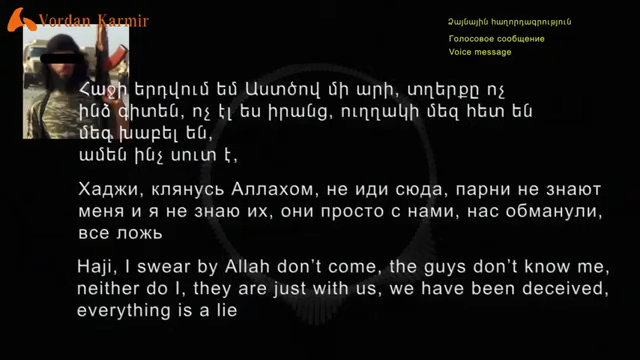 Vordan Karmir
Ձայնային հաղորդագրություն
Голосовое сообщение
Voice message
Հաջի երդվում եմ Աստծով մի արի, տղերքը ոչ
ինձ գիտեն, ոչ էլ ես իրանց, ուղղակի մեզ հետ են
մեզ խաբել են,
ամեն ինչ սուտ է,
Хаджи, клянусь Аллахом, не иди сюда, парни не знают
меня и я не знаю их, они просто с нами, нас обманули,
все ложь
Haji, I swear by Allah don't come, the guys don't know me,
neither do I, they are just with us, we have been deceived,
everything is a lie